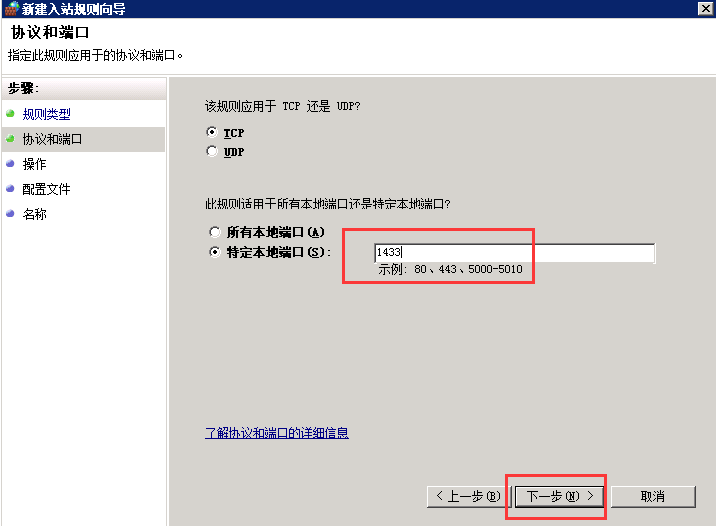 新建入站规则向导
协议和端口
指定此规则应用于的协议和端口。
步骤:
规则类型
协议和端口
操作
配置文件
名称
该规则应用于 TCP 还是 UDP?
TCP
UDP
此规则适用于所有本地端口还是特定本地端口?
所有本地端口(A)
特定本地端口(S):
1433
示例: 80、443、5000-5010
了解协议和端口的详细信息
< 上一步(B)
下一步(N) >
取消